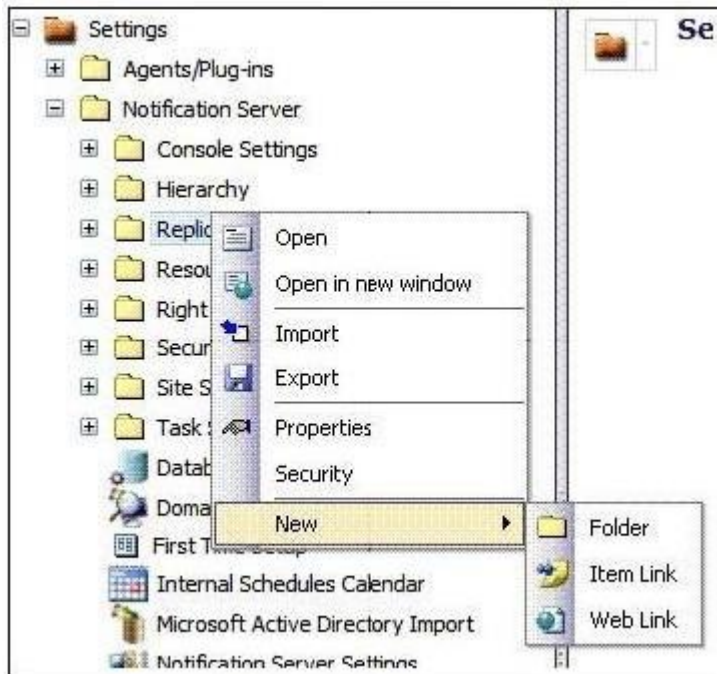 Settings
Se
Agents/Plug-ins
Notification Server
Console Settings
Hierarchy
Replic
Open
Resou
Open in new window
Right
Import
Secur
Site S
Export
Task S
Properties
Datab
Security
Doma
New
Folder
First Time Setup
Item Link
Internal Schedules Calendar
Web Link
Microsoft Active Directory Import
Notification Server Settings